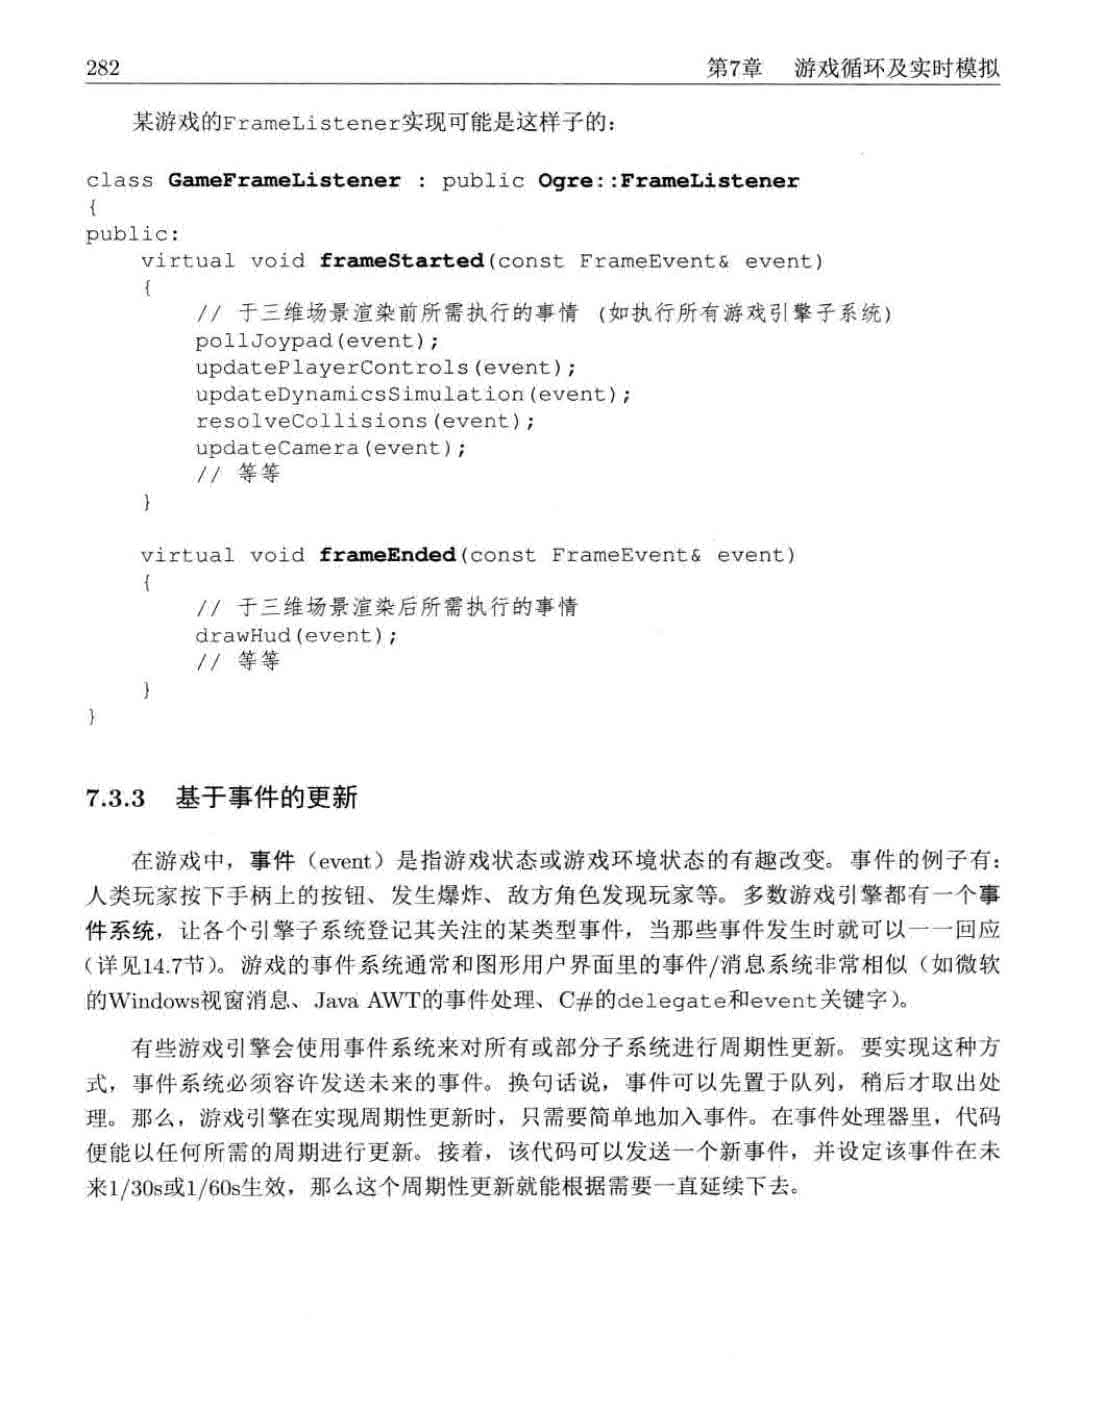 282 第7章 游戏循环及实时模拟
某游戏的FrameListener实现可能是这样子的：
class GameFrameListener : public Ogre::FrameListener
{
public:
virtual void frameStarted(const FrameEvent& event)
{
// 于三维场景渲染前所需执行的事情 (如执行所有游戏引擎子系统)
pollJoypad(event);
updatePlayerControls(event);
updateDynamicsSimulation(event);
resolveCollisions(event);
updateCamera(event);
// 等等
}
virtual void frameEnded(const FrameEvent& event)
{
// 于三维场景渲染后所需执行的事情
drawHud(event);
// 等等
}
}
7.3.3 基于事件的更新
在游戏中，事件（event）是指游戏状态或游戏环境状态的有趣改变。事件的例子有：
人类玩家按下手柄上的按钮、发生爆炸、敌方角色发现玩家等。多数游戏引擎都有一个事
件系统，让各个引擎子系统登记其关注的某类型事件，当那些事件发生时就可以一一回应
（详见14.7节）。游戏的事件系统通常和图形用户界面里的事件/消息系统非常相似（如微软
的Windows视窗消息、Java AWT的事件处理、C#的delegate和event关键字）。
有些游戏引擎会使用事件系统来对所有或部分子系统进行周期性更新。要实现这种方
式，事件系统必须容许发送未来的事件。换句话说，事件可以先置于队列，稍后才取出处
理。那么，游戏引擎在实现周期性更新时，只需要简单地加入事件。在事件处理器里，代码
便能以任何所需的周期进行更新。接着，该代码可以发送一个新事件，并设定该事件在未
来1/30s或1/60s生效，那么这个周期性更新就能根据需要一直延续下去。